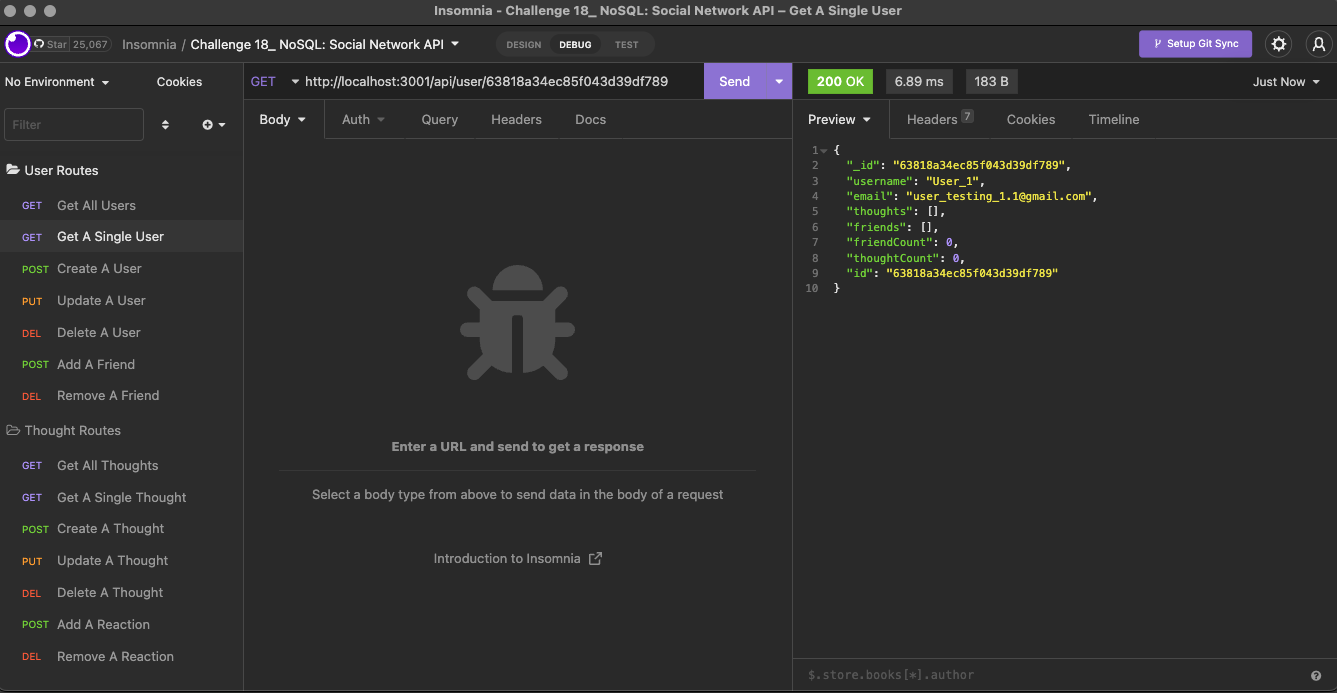 Insomnia - Challenge 18_ NoSQL: Social Network API – Get A Single User
Star 25,067
Insomnia / Challenge 18_ NoSQL: Social Network API
DESIGN DEBUG TEST
Setup Git Sync
No Environment Cookies
GET http://localhost:3001/api/user/63818a34ec85f043d39df789 Send
200 OK 6.89 ms 183 B Just Now
Filter
Body Auth Query Headers Docs
Preview Headers 7 Cookies Timeline
User Routes
GET Get All Users
GET Get A Single User
POST Create A User
PUT Update A User
DEL Delete A User
POST Add A Friend
DEL Remove A Friend
Thought Routes
GET Get All Thoughts
GET Get A Single Thought
POST Create A Thought
PUT Update A Thought
DEL Delete A Thought
POST Add A Reaction
DEL Remove A Reaction
Enter a URL and send to get a response
Select a body type from above to send data in the body of a request
Introduction to Insomnia
1 {
2 "_id": "63818a34ec85f043d39df789",
3 "username": "User_1",
4 "email": "user_testing_1.1@gmail.com",
5 "thoughts": [],
6 "friends": [],
7 "friendCount": 0,
8 "thoughtCount": 0,
9 "id": "63818a34ec85f043d39df789"
10 }
$.store.books[*].author